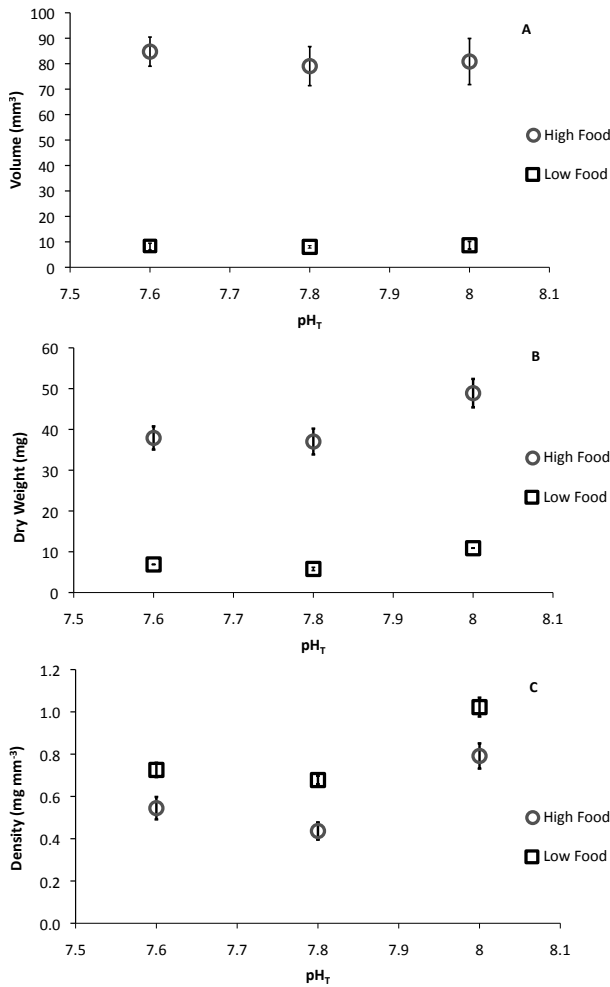 A
100
90
80
70
60
50
40
30
20
10
0
Volume (mm³)
High Food
Low Food
7.5 7.6 7.7 7.8 7.9 8 8.1
pH_T
B
60
50
40
30
20
10
0
Dry Weight (mg)
High Food
Low Food
7.5 7.6 7.7 7.8 7.9 8 8.1
pH_T
C
1.2
1.0
0.8
0.6
0.4
0.2
0.0
Density (mg mm⁻³)
High Food
Low Food
7.5 7.6 7.7 7.8 7.9 8 8.1
pH_T